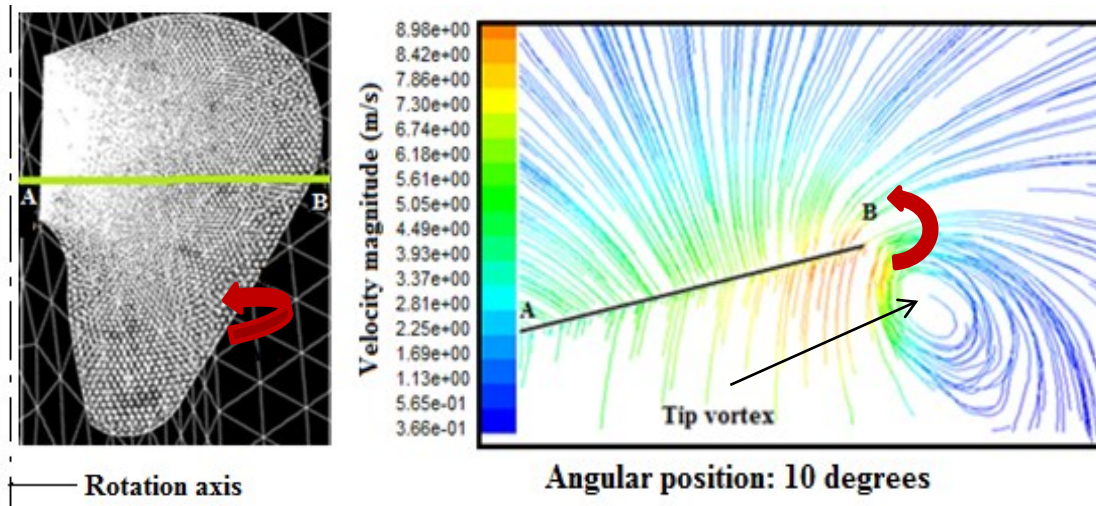 A
B
Rotation axis
Velocity magnitude (m/s)
8.98e+00
8.42e+00
7.86e+00
7.30e+00
6.74e+00
6.18e+00
5.61e+00
5.05e+00
4.49e+00
3.93e+00
3.37e+00
2.81e+00
2.25e+00
1.69e+00
1.13e+00
5.65e-01
3.66e-01
B
A
Tip vortex
Angular position: 10 degrees